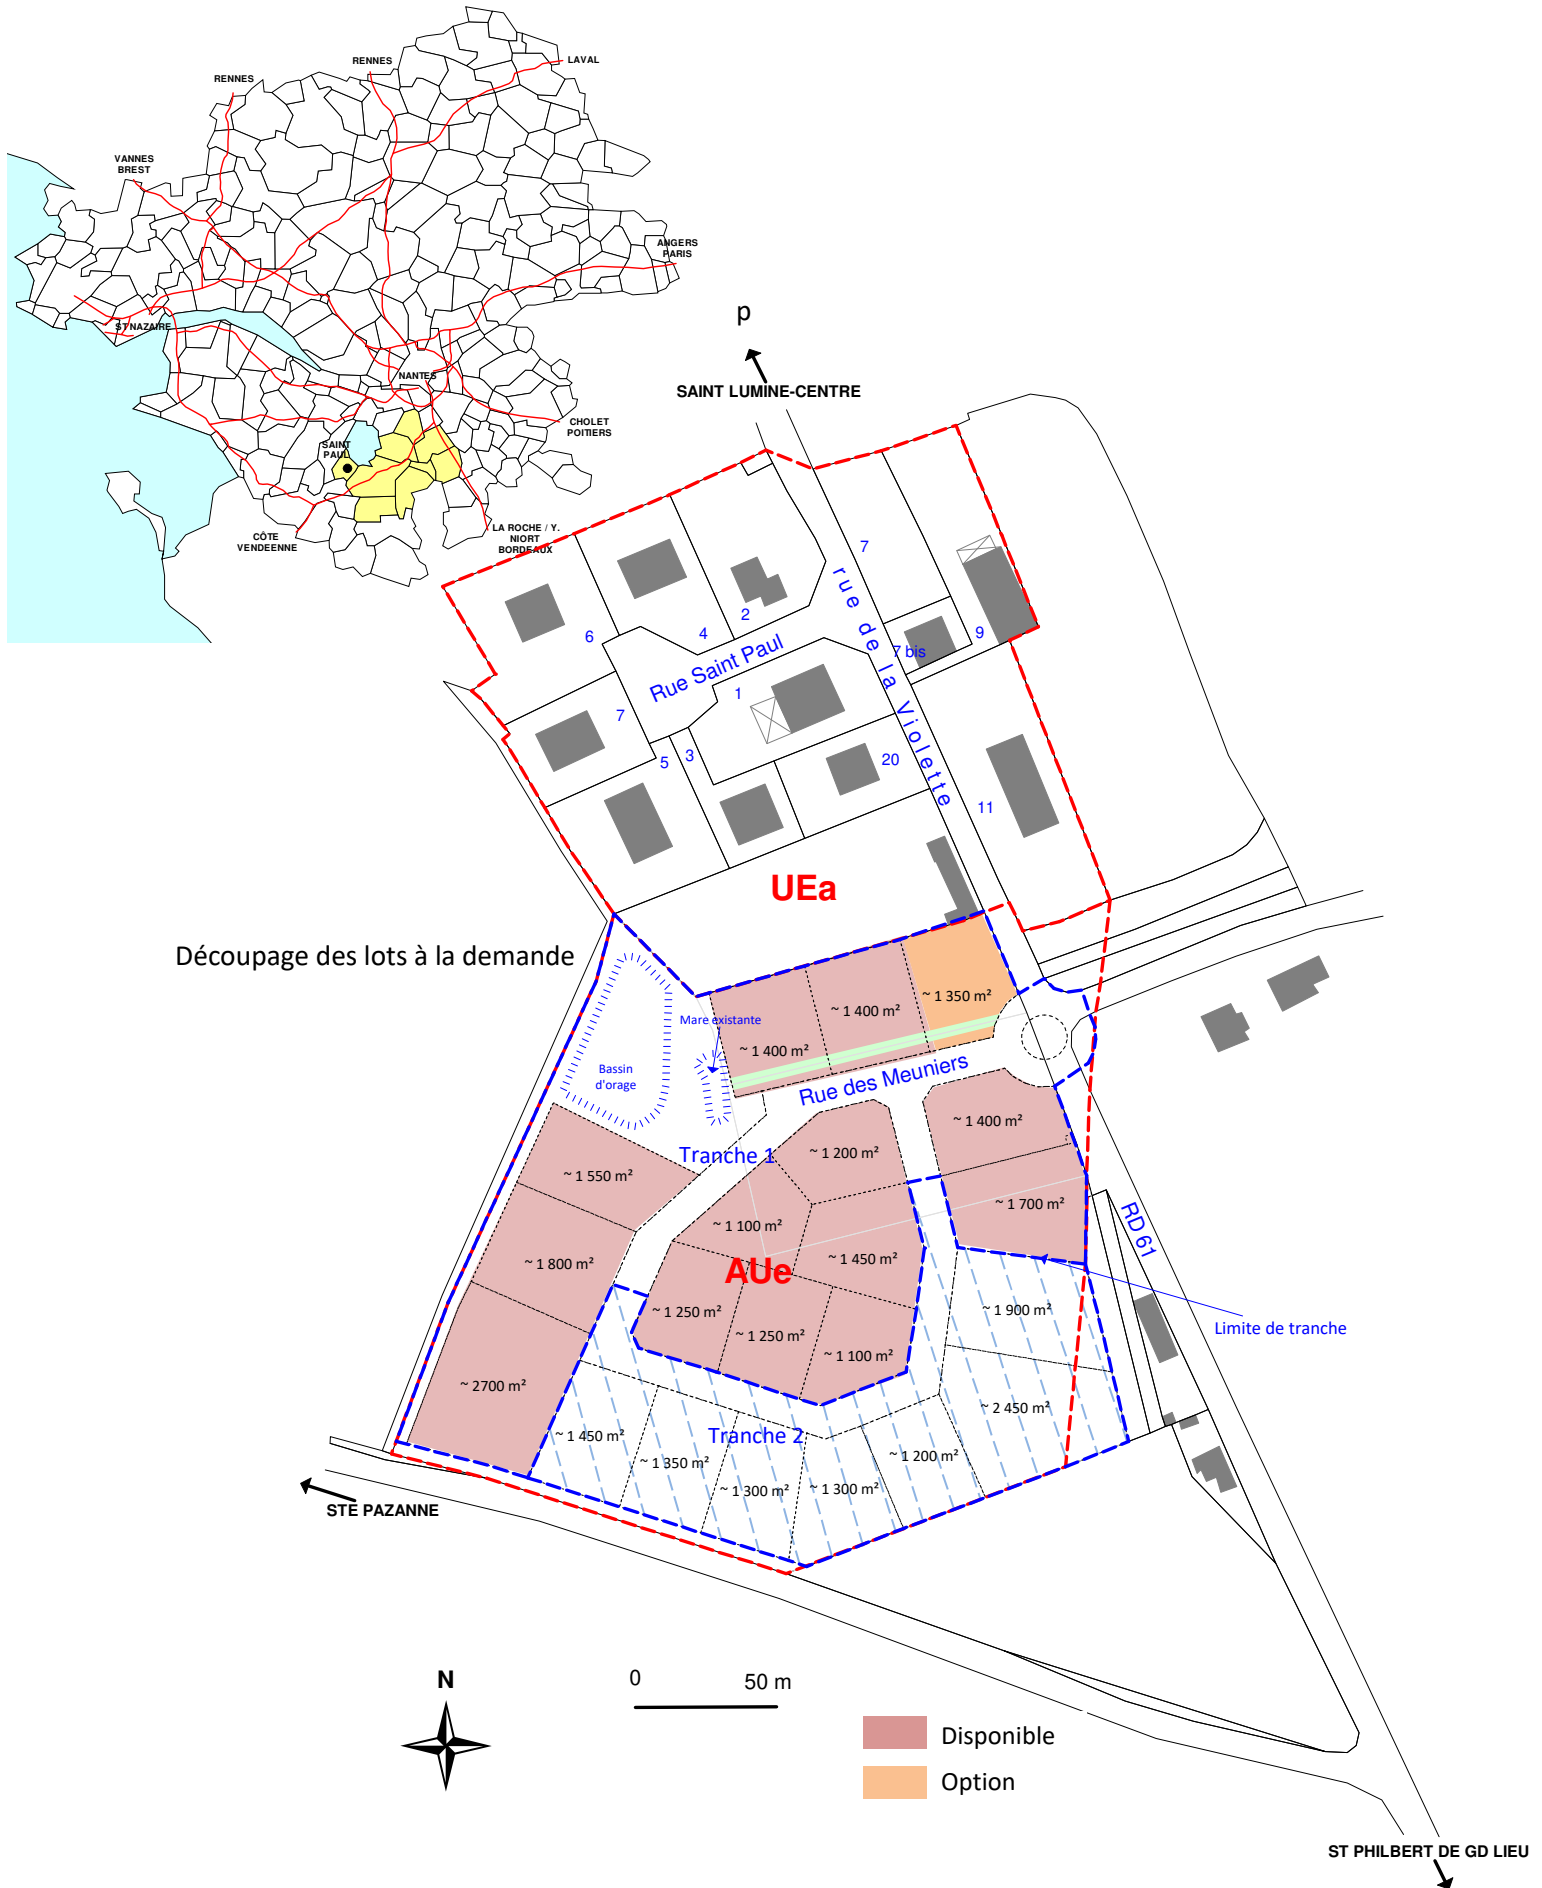 RENNES
LAVAL
RENNES
VANNES
BREST
ANGERS
PARIS
ST NAZAIRE
NANTES
SAINT
PAUL
CHOLET
POITIERS
CÔTE
VENDEENNE
LA ROCHE / Y.
NIORT
BORDEAUX
p
SAINT LUMINE-CENTRE
7
2
4
6
9
7 bis
rue de la Violette
Rue Saint Paul
1
7
5
3
20
11
UEa
Découpage des lots à la demande
~ 1 350 m²
~ 1 400 m²
~ 1 400 m²
Mare existante
Bassin
d'orage
Rue des Meuniers
~ 1 400 m²
~ 1 200 m²
Tranche 1
~ 1 550 m²
~ 1 700 m²
~ 1 100 m²
RD 61
~ 1 450 m²
~ 1 800 m²
AUe
~ 1 250 m²
~ 1 900 m²
Limite de tranche
~ 1 250 m²
~ 1 100 m²
~ 2700 m²
~ 2 450 m²
~ 1 450 m²
Tranche 2
~ 1 200 m²
~ 1 350 m²
~ 1 300 m²
~ 1 300 m²
STE PAZANNE
N
0
50 m
Disponible
Option
ST PHILBERT DE GD LIEU